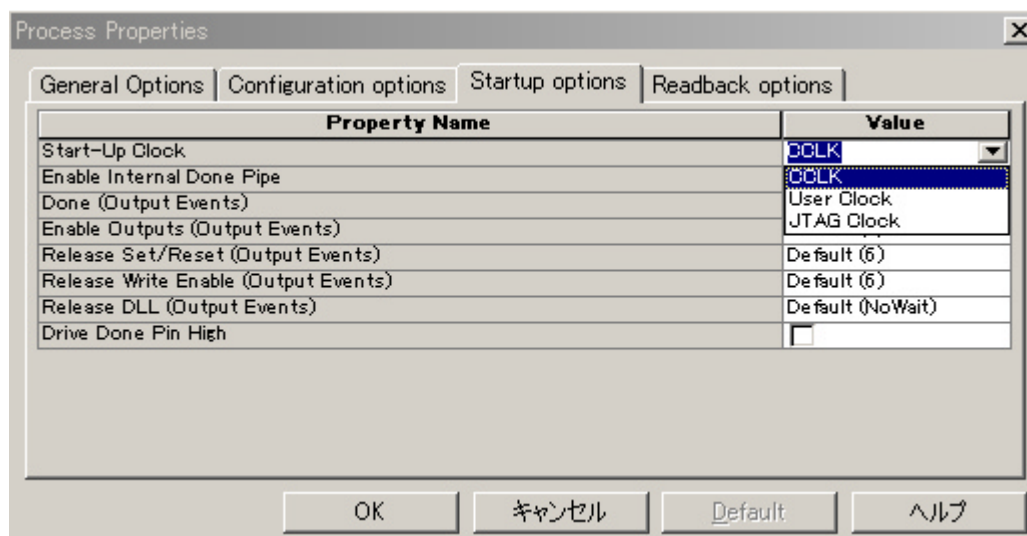 Process Properties
General Options
Configuration options
Startup options
Readback options
Property Name
Value
Start-Up Clock
CCLK
CCLK
User Clock
JTAG Clock
Enable Internal Done Pipe
Done (Output Events)
Enable Outputs (Output Events)
Release Set/Reset (Output Events)
Default (6)
Release Write Enable (Output Events)
Default (6)
Release DLL (Output Events)
Default (NoWait)
Drive Done Pin High
OK
キャンセル
Default
ヘルプ